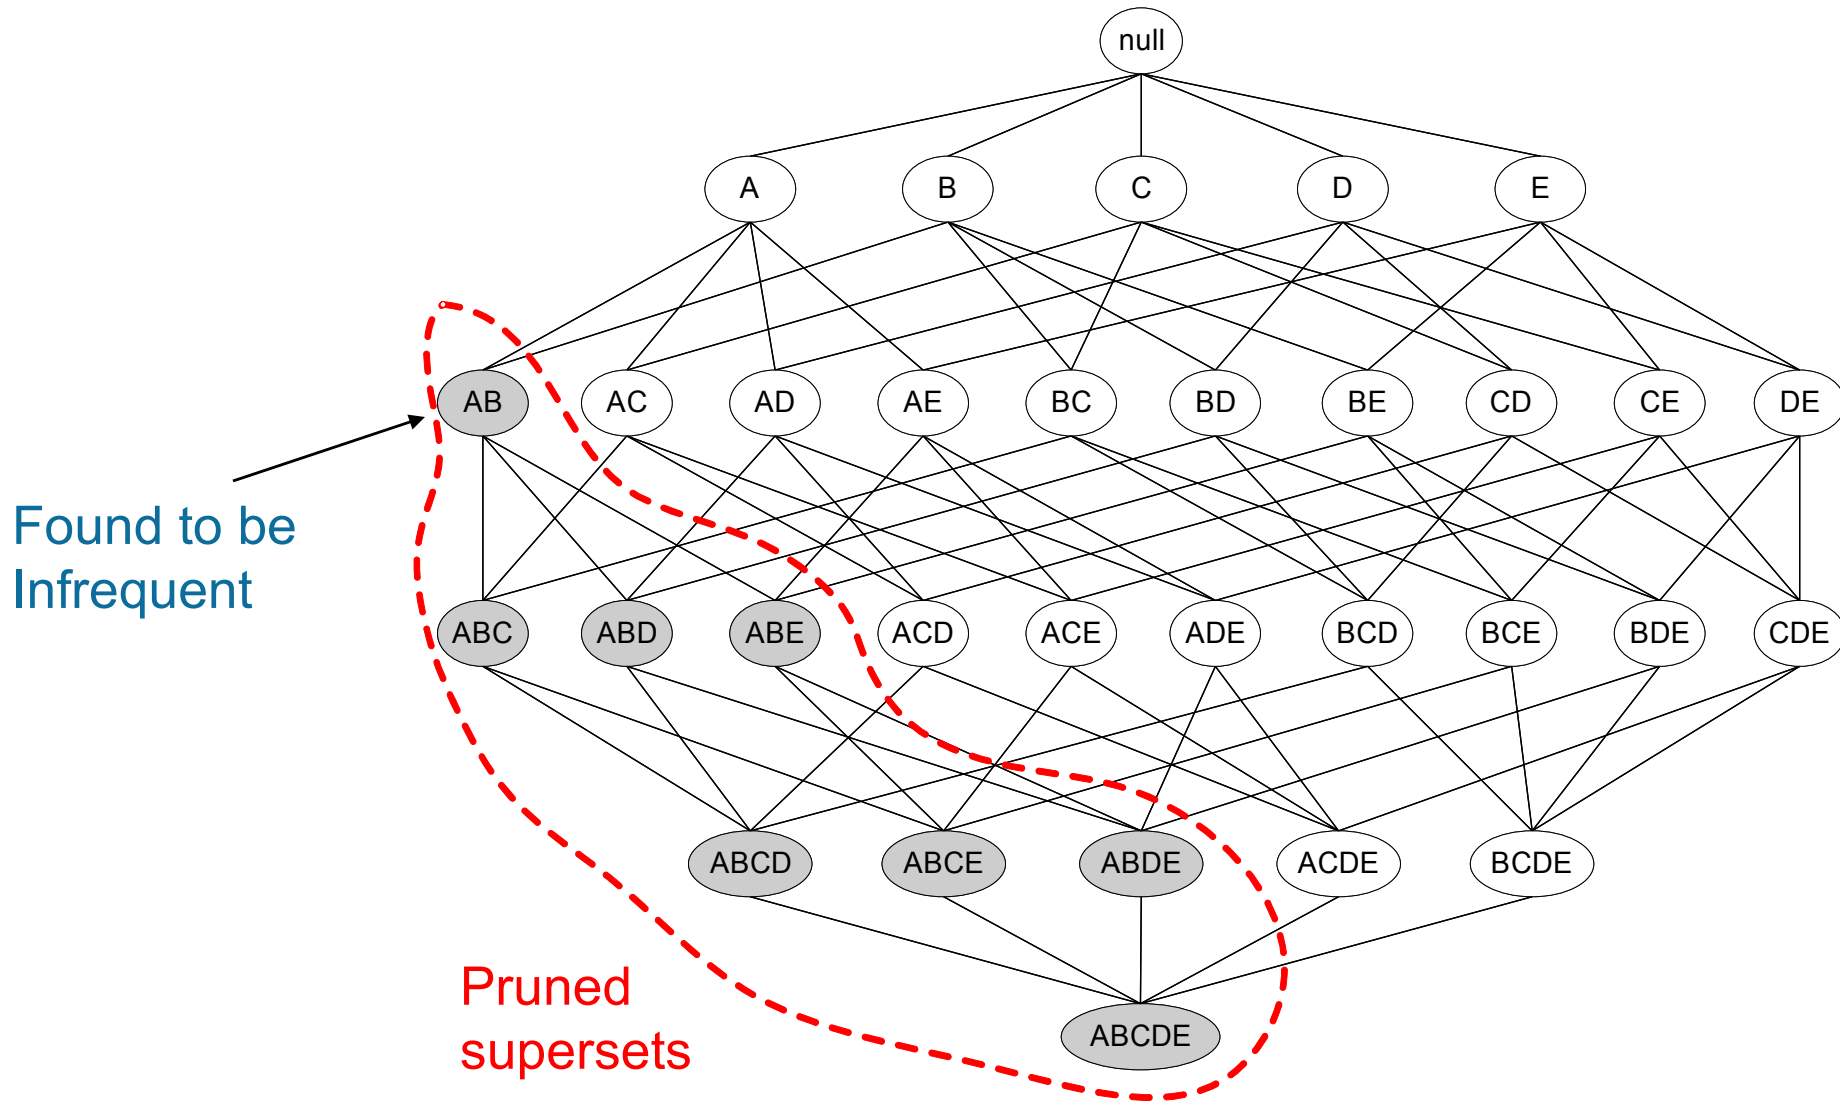 null
A B C D E
AB AC AD AE BC BD BE CD CE DE
Found to be
Infrequent
ABC ABD ABE ACD ACE ADE BCD BCE BDE CDE
ABCD ABCE ABDE ACDE BCDE
Pruned
supersets
ABCDE